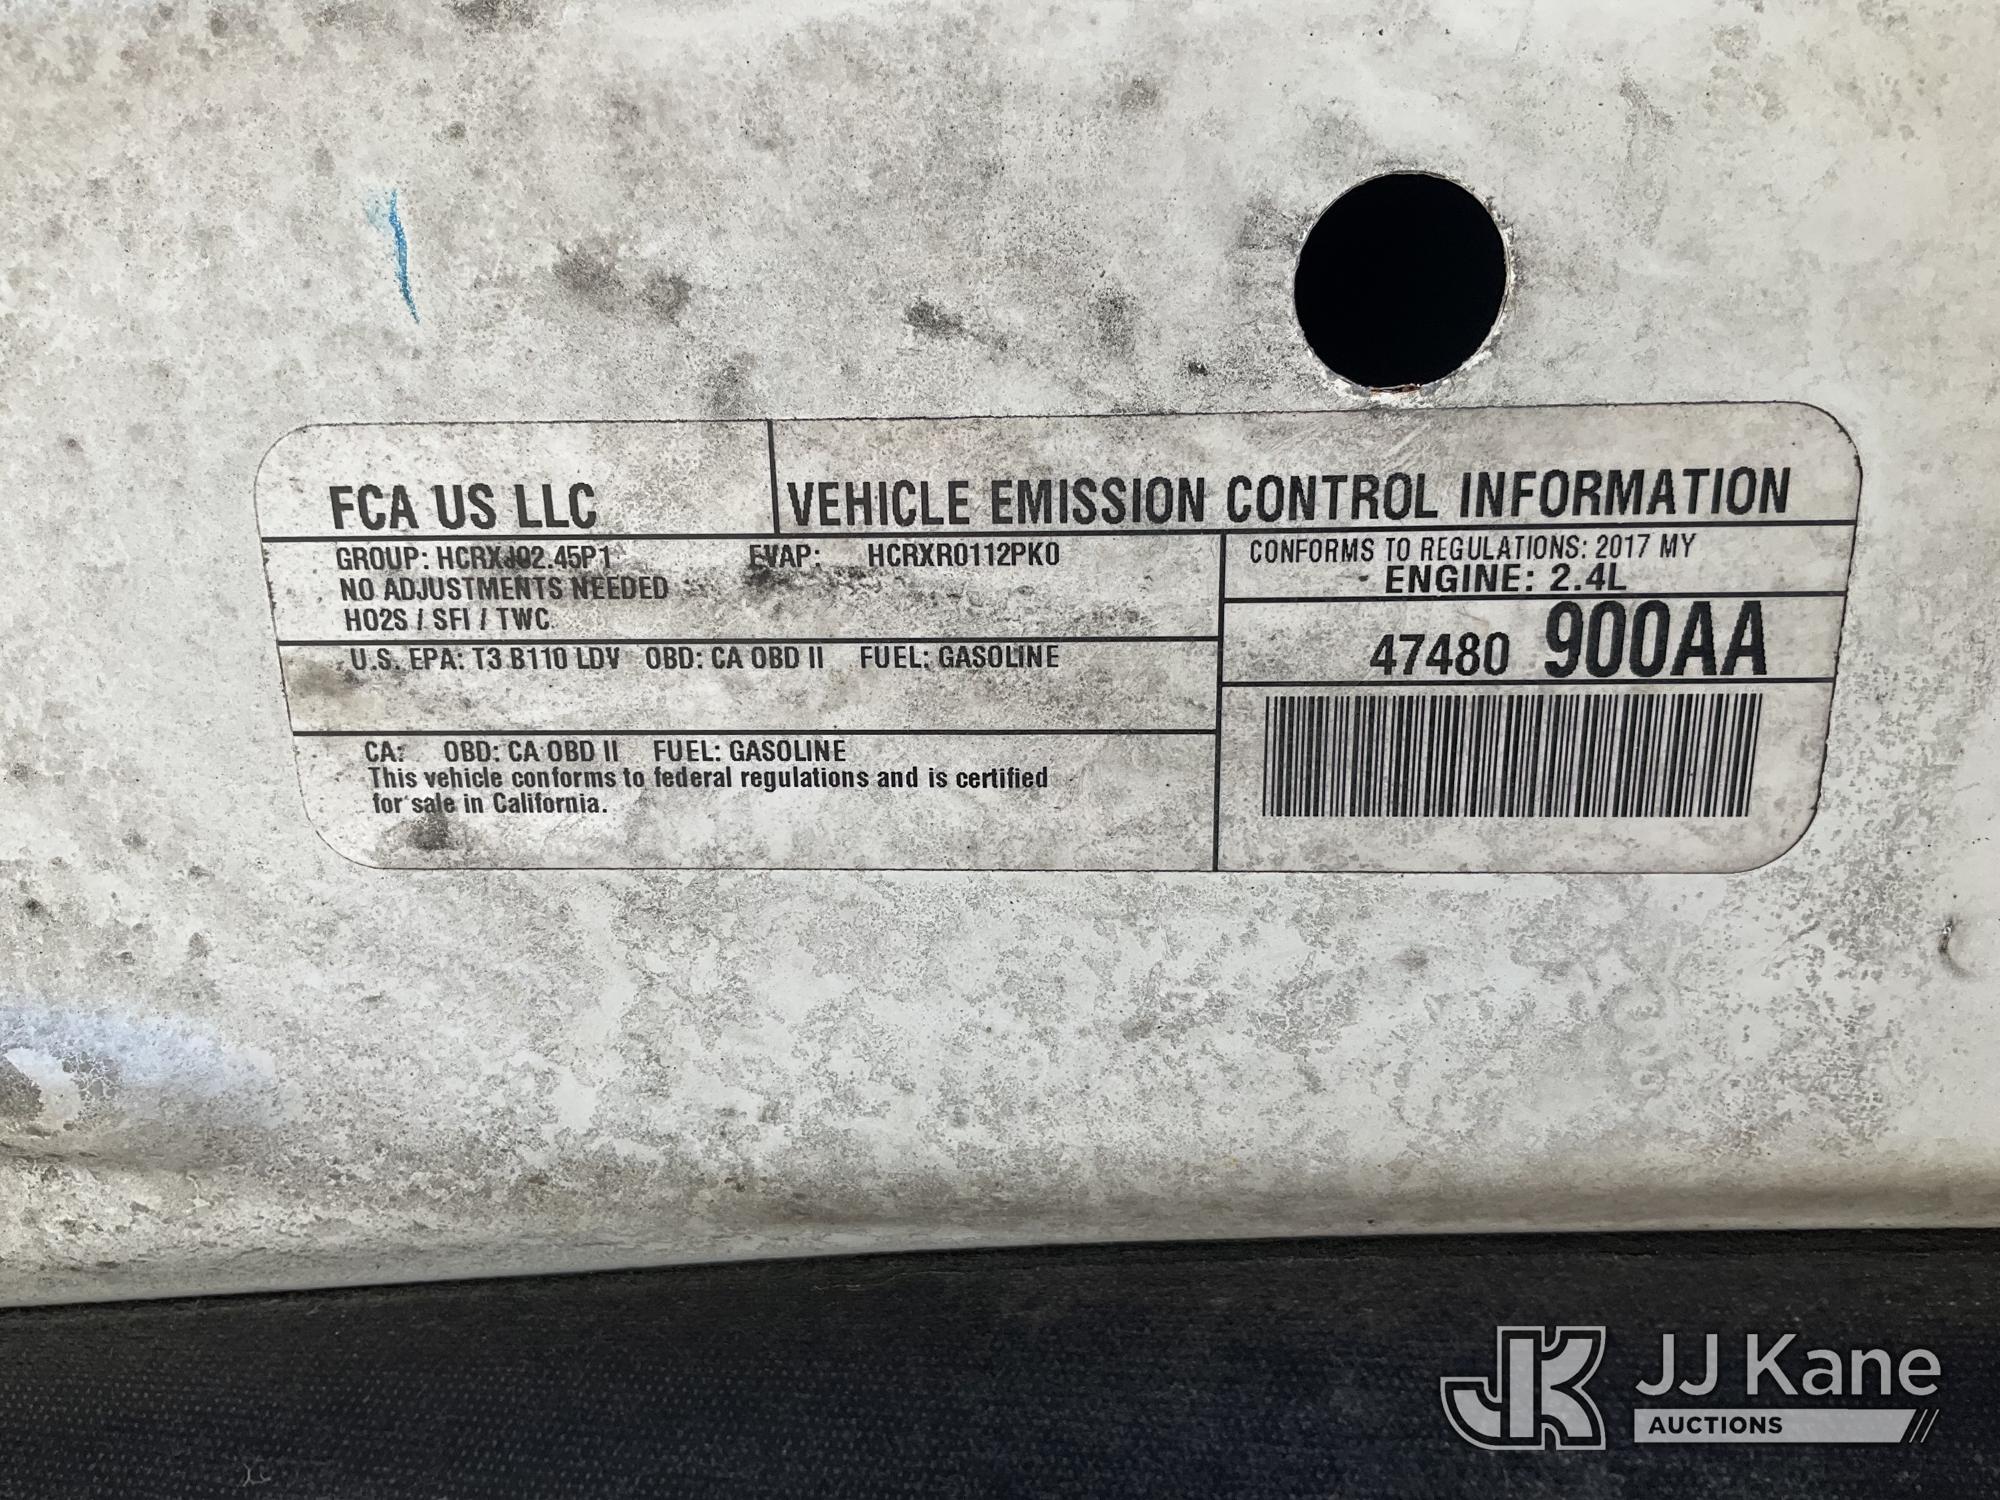 FCA US LLC VEHICLE EMISSION CONTROL INFORMATION
GROUP: HCRXJ02.45P1 EVAP: HCRXR0112PK0
NO ADJUSTMENTS NEEDED
HO2S / SFI / TWC
U.S. EPA: T3 B110 LDV OBD: CA OBD II FUEL: GASOLINE
CA: OBD: CA OBD II FUEL: GASOLINE
This vehicle conforms to federal regulations and is certified
for sale in California.
CONFORMS TO REGULATIONS: 2017 MY
ENGINE: 2.4L
47480 900AA
JK JJ Kane
AUCTIONS